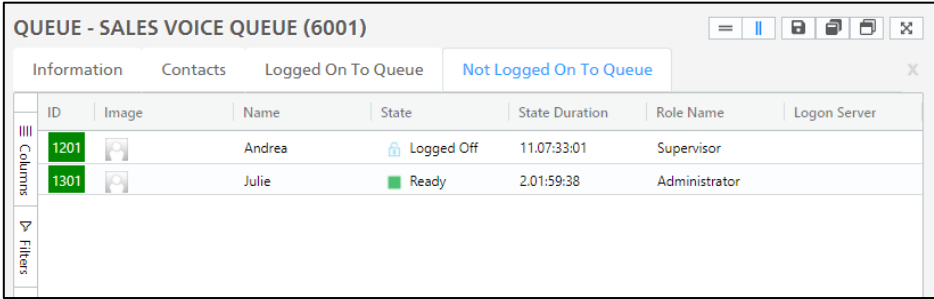 QUEUE - SALES VOICE QUEUE (6001)
Information Contacts Logged On To Queue Not Logged On To Queue X
ID Image Name State State Duration Role Name Logon Server
1201 Andrea Logged Off 11.07:33:01 Supervisor
1301 Julie Ready 2.01:59:38 Administrator
Columns
Filters